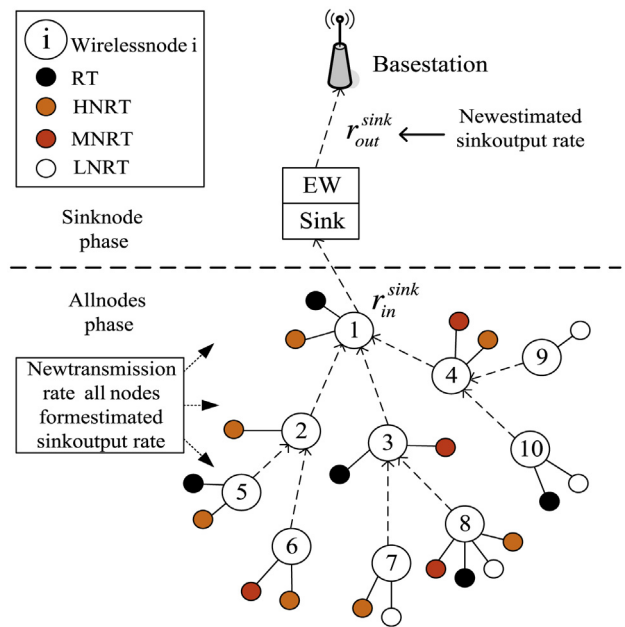 i Wirelessnode i
RT
HNRT
MNRT
LNRT
Basestation
r_out^sink
Newestimated
sinkoutput rate
EW
Sink
Sinknode
phase
Allnodes
phase
r_in^sink
Newtransmission
rate all nodes
formestimated
sinkoutput rate
1
2
3
4
9
5
10
6
7
8